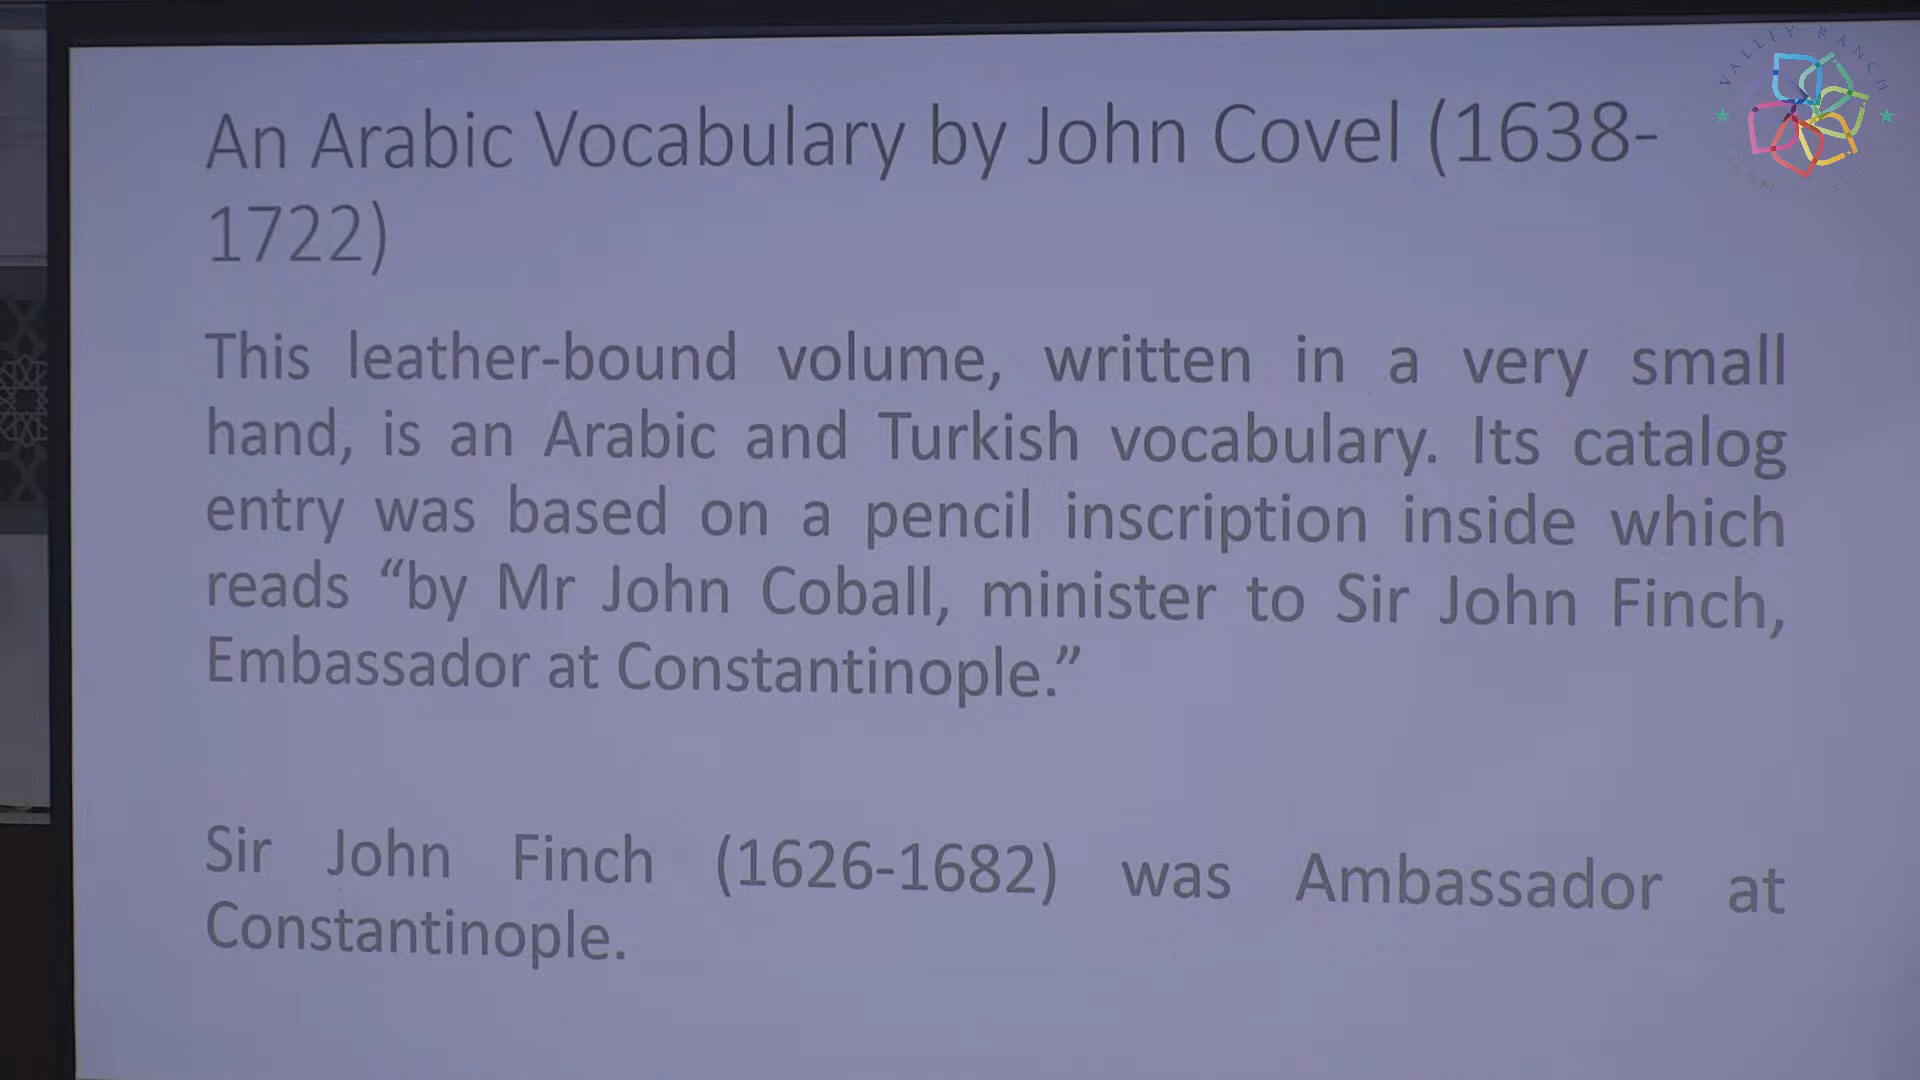 An Arabic Vocabulary by John Covel (1638-
1722)
This leather-bound volume, written in a very small
hand, is an Arabic and Turkish vocabulary. Its catalog
entry was based on a pencil inscription inside which
reads “by Mr John Coball, minister to Sir John Finch,
Embassador at Constantinople.”
Sir John Finch (1626-1682) was Ambassador at
Constantinople.
VALLEY RANCH